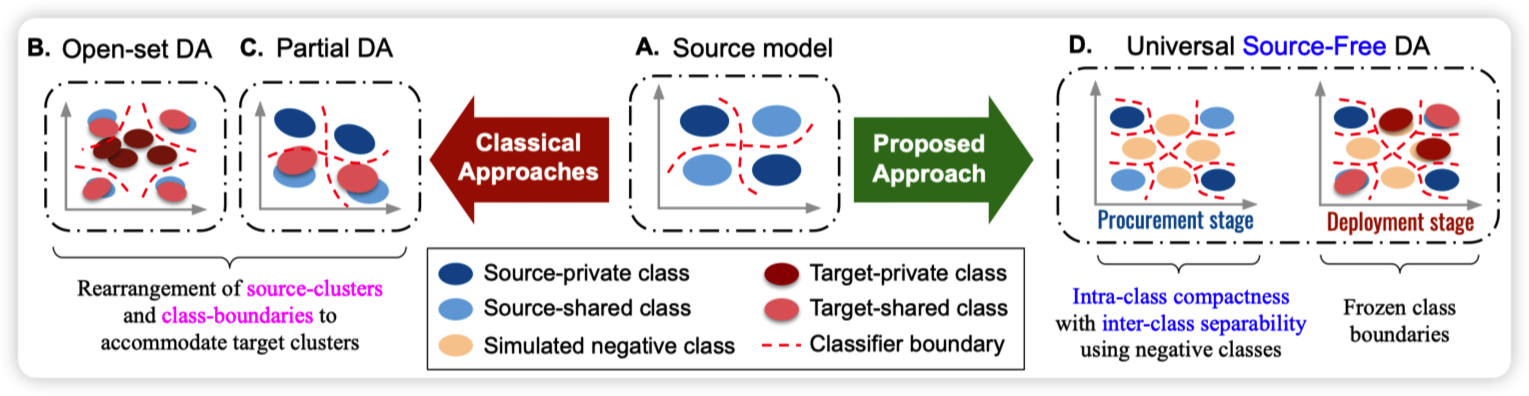 B. Open-set DA
C. Partial DA
A. Source model
D. Universal Source-Free DA
Classical
Approaches
Proposed
Approach
Procurement stage
Deployment stage
Rearrangement of source-clusters
and class-boundaries to
accommodate target clusters
Source-private class
Source-shared class
Simulated negative class
Target-private class
Target-shared class
Classifier boundary
Intra-class compactness
with inter-class separability
using negative classes
Frozen class
boundaries